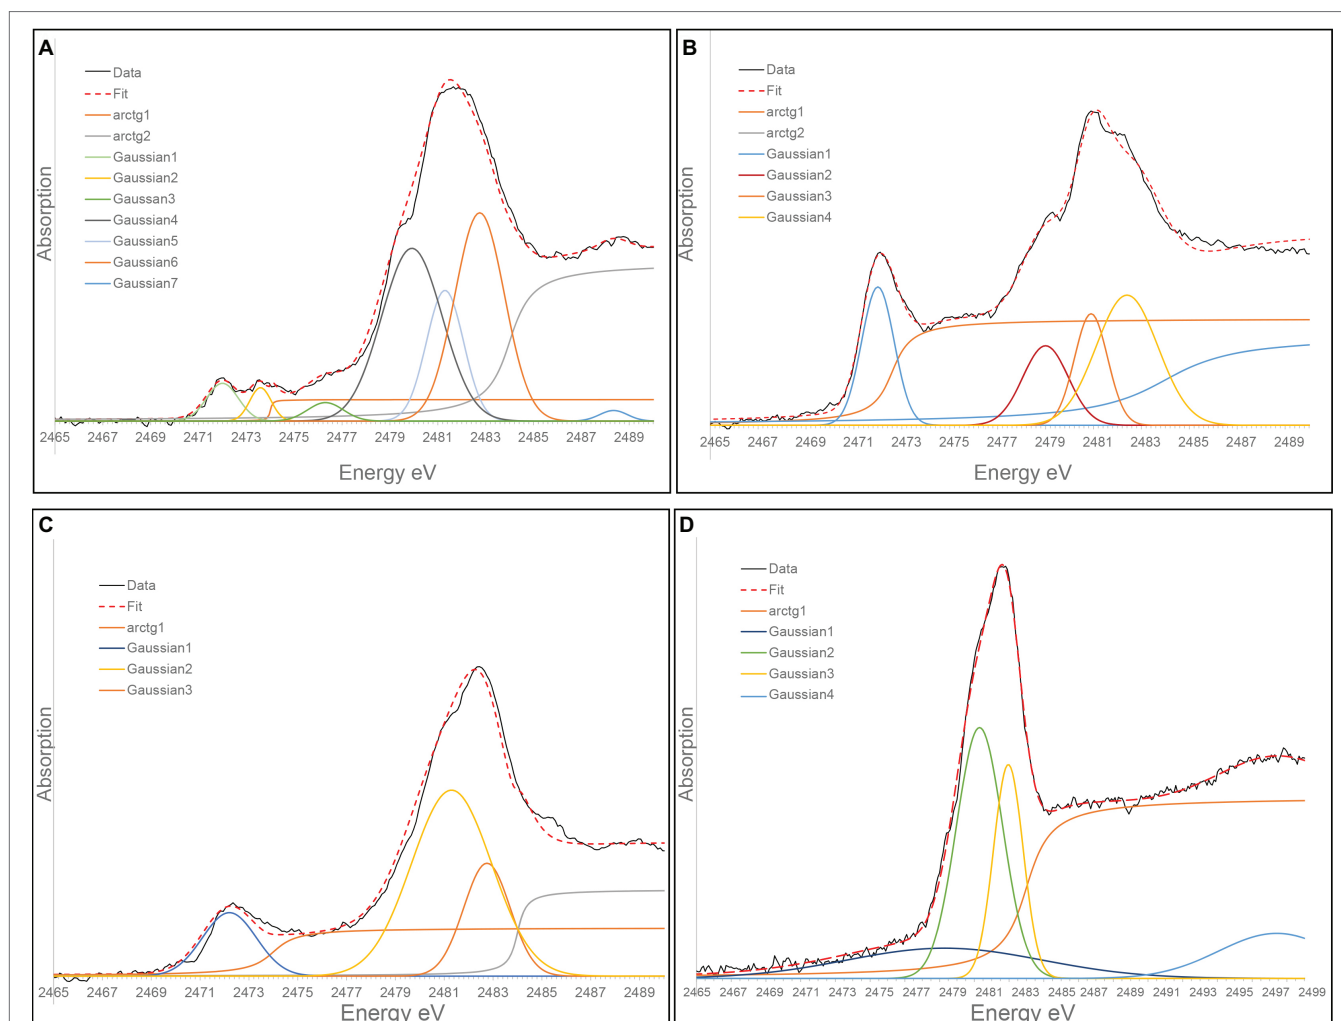 A
Data
Fit
arctg1
arctg2
Gaussian1
Gaussian2
Gaussan3
Gaussian4
Gaussian5
Gaussian6
Gaussian7
Absorption
2465 2467 2469 2471 2473 2475 2477 2479 2481 2483 2485 2487 2489
Energy eV
B
Data
Fit
arctg1
arctg2
Gaussian1
Gaussian2
Gaussian3
Gaussian4
Absorption
2465 2467 2469 2471 2473 2475 2477 2479 2481 2483 2485 2487 2489
Energy eV
C
Data
Fit
arctg1
Gaussian1
Gaussian2
Gaussian3
Absorption
2465 2467 2469 2471 2473 2475 2477 2479 2481 2483 2485 2487 2489
Energy eV
D
Data
Fit
arctg1
Gaussian1
Gaussian2
Gaussian3
Gaussian4
Absorption
2465 2467 2469 2471 2473 2475 2477 2479 2481 2483 2485 2487 2489 2491 2493 2495 2497 2499
Energy eV